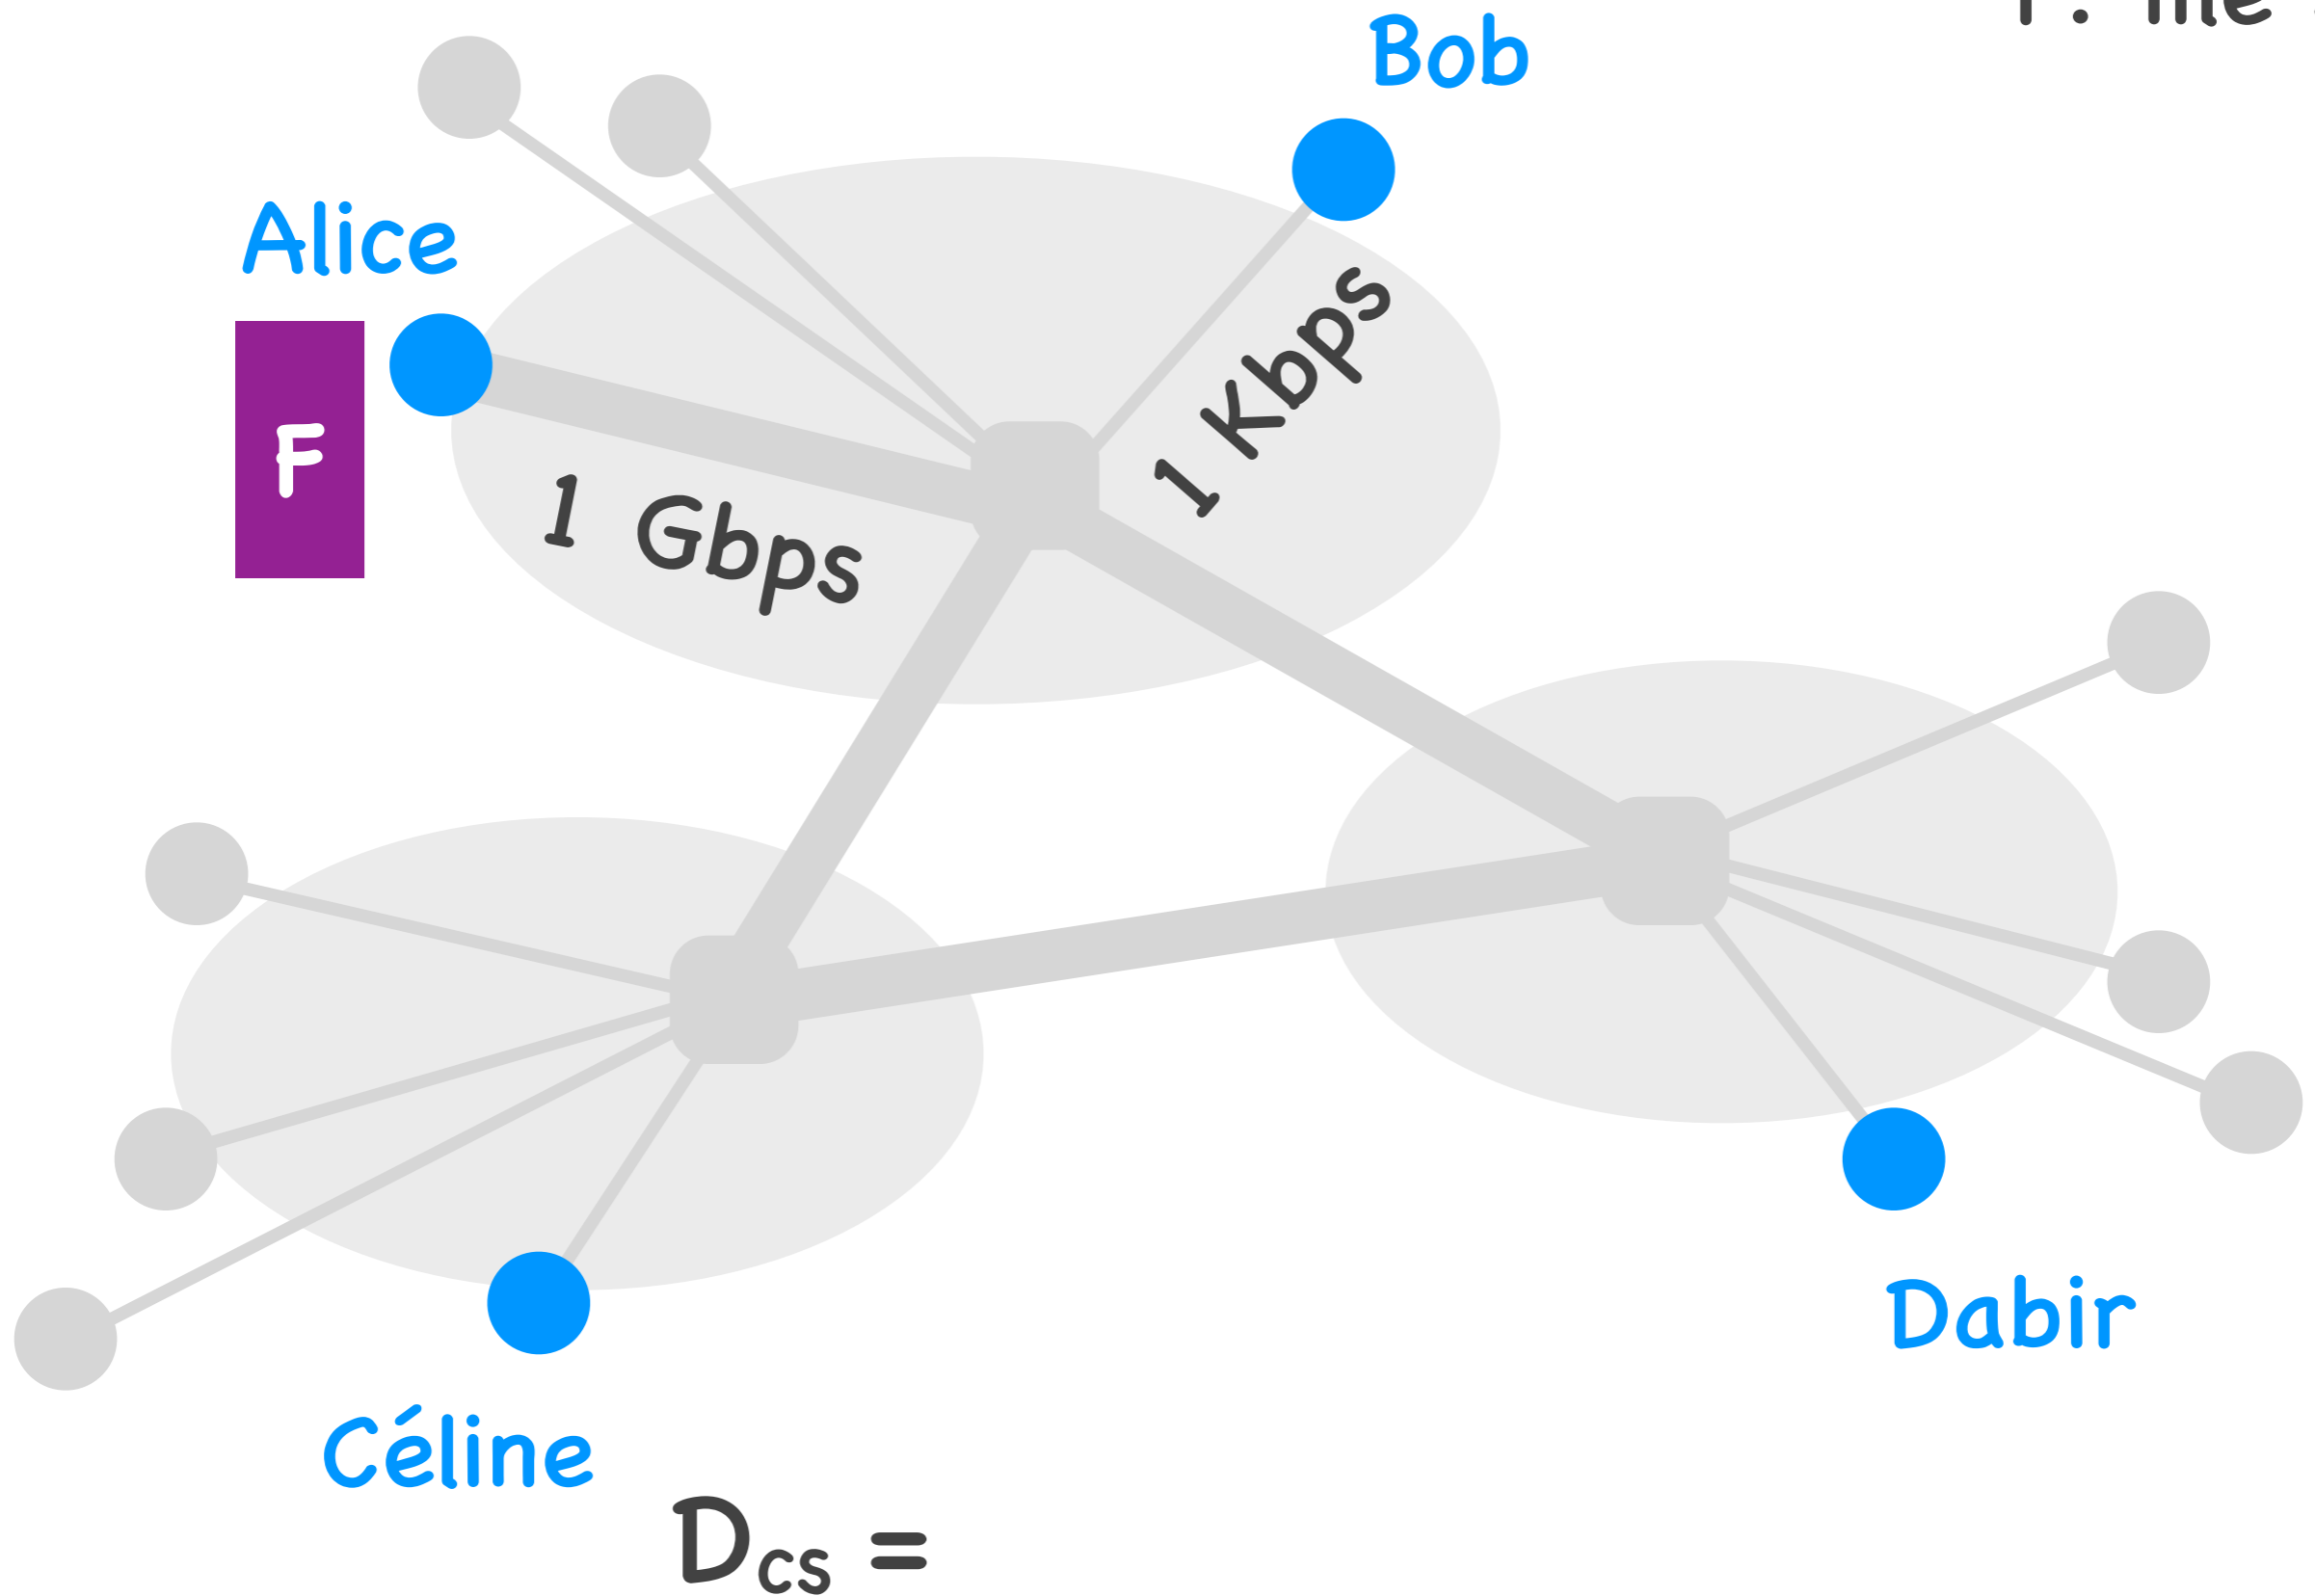 Bob
Alice
F
1 Gbps
1 Kbps
Dabir
Céline
Dcs =